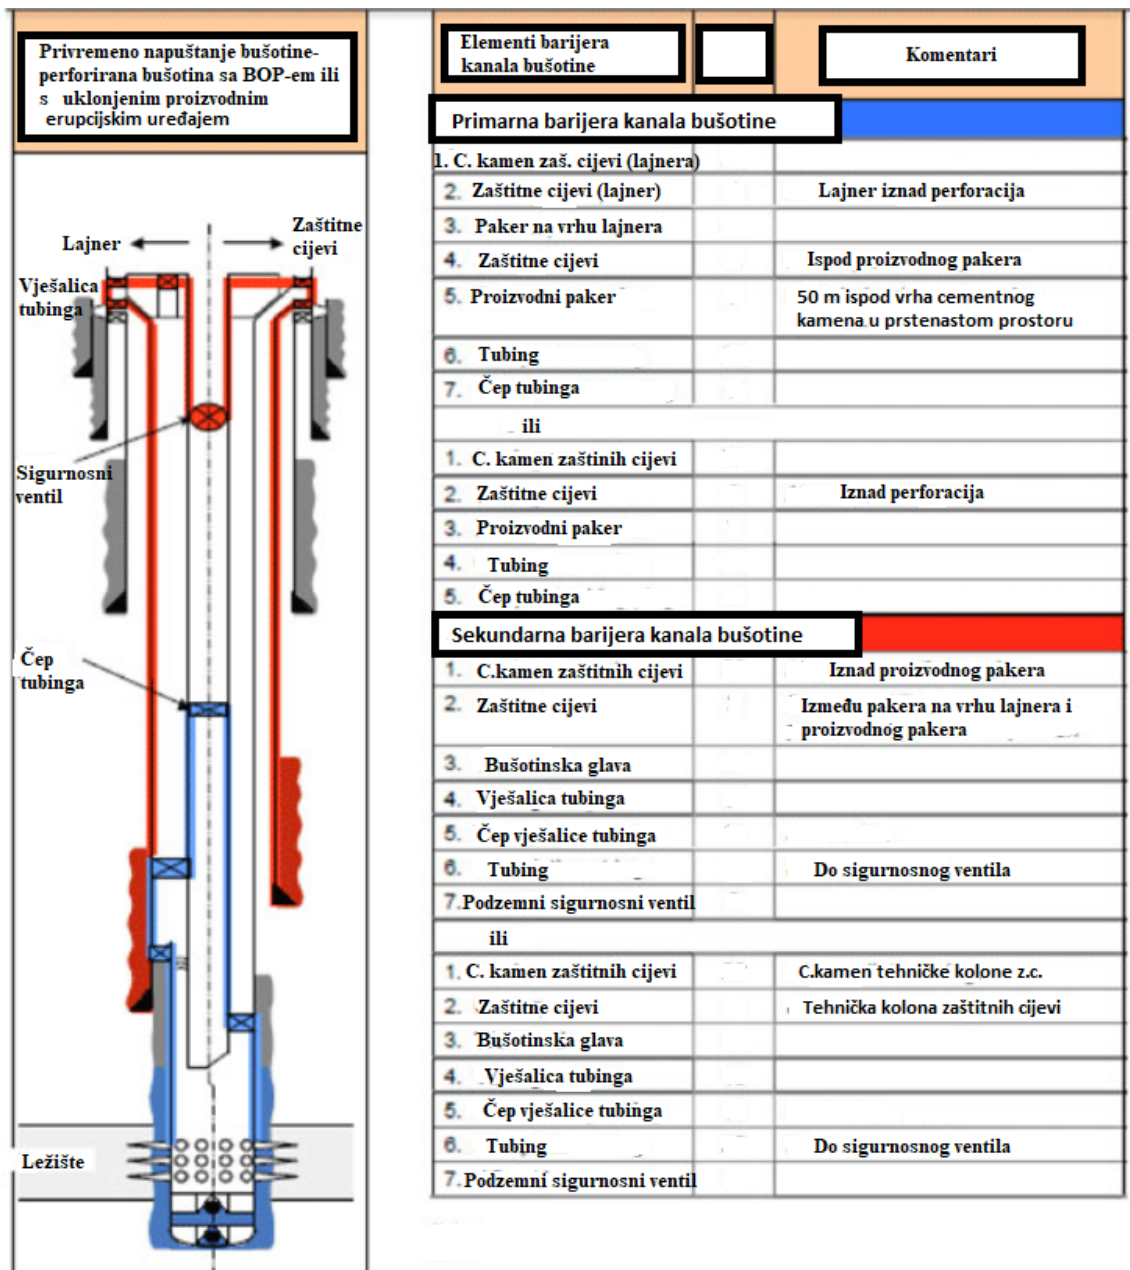 Privremeno napuštanje bušotine-
perforirana bušotina sa BOP-em ili
s uklonjenim proizvodnim
erupcijskim uređajem
Lajner
Zaštitne
cijevi
Vješalica
tubinga
Sigurnosni
ventil
Čep
tubinga
Ležište
Elementi barijera
kanala bušotine
Komentari
Primarna barijera kanala bušotine
1. C. kamen zaš. cijevi (lajnera)
2. Zaštitne cijevi (lajner) Lajner iznad perforacija
3. Paker na vrhu lajnera
4. Zaštitne cijevi Ispod proizvodnog pakera
5. Proizvodni paker 50 m ispod vrha cementnog
kamena u prstenastom prostoru
6. Tubing
7. Čep tubinga
ili
1. C. kamen zaštinih cijevi
2. Zaštitne cijevi Iznad perforacija
3. Proizvodni paker
4. Tubing
5. Čep tubinga
Sekundarna barijera kanala bušotine
1. C.kamen zaštitnih cijevi Iznad proizvodnog pakera
2. Zaštitne cijevi Između pakera na vrhu lajnera i
proizvodnog pakera
3. Bušotinska glava
4. Vješalica tubinga
5. Čep vješalice tubinga
6. Tubing Do sigurnosnog ventila
7. Podzemni sigurnosni ventil
ili
1. C. kamen zaštitnih cijevi C.kamen tehničke kolone z.c.
2. Zaštitne cijevi Tehnička kolona zaštitnih cijevi
3. Bušotinska glava
4. Vješalica tubinga
5. Čep vješalice tubinga
6. Tubing Do sigurnosnog ventila
7. Podzemni sigurnosni ventil